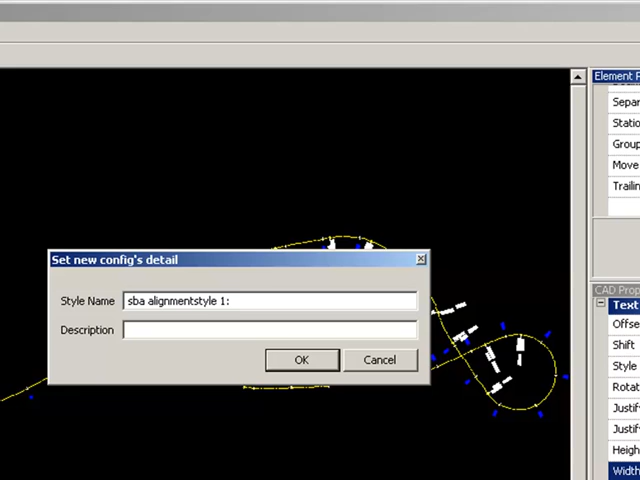 Element P
Separ
Statio
Group
Move
Trailin
Set new config's detail
Style Name
sba alignmentstyle 1:
Description
OK
Cancel
CAD Prop
Text
Offse
Shift
Style
Rotat
Justif
Justif
Heigh
Width